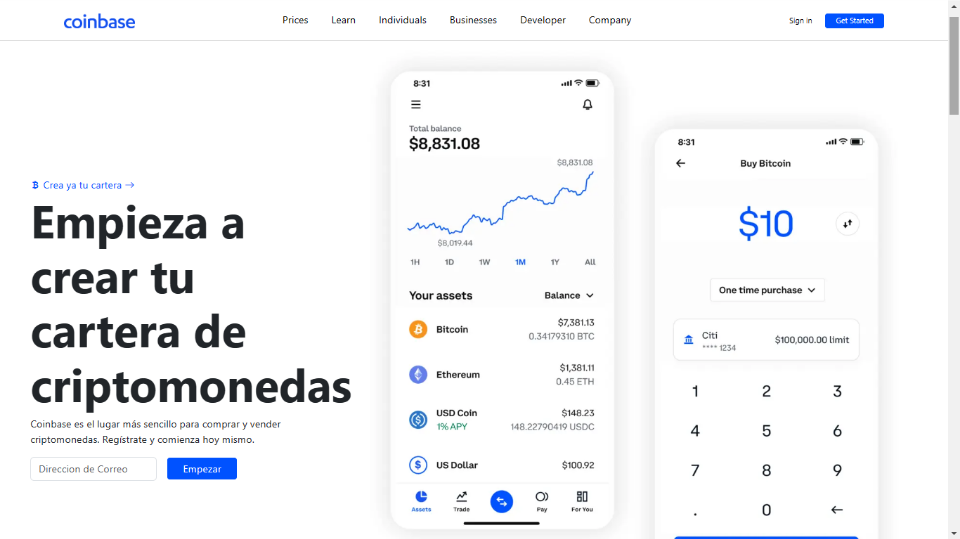 coinbase
Prices Learn Individuals Businesses Developer Company
Sign in Get Started
Crea ya tu cartera →
Empieza a
crear tu
cartera de
criptomonedas
Coinbase es el lugar más sencillo para comprar y vender
criptomonedas. Regístrate y comienza hoy mismo.
Direccion de Correo Empezar
8:31
Total balance
$8,831.08
$8,831.08
$8,019.44
1H 1D 1W 1M 1Y All
Your assets Balance
Bitcoin $7,381.13
0.34179310 BTC
Ethereum $1,381.11
0.45 ETH
USD Coin $148.23
1% APY 148.22790419 USDC
US Dollar $100.92
Assets Trade Pay For You
8:31
← Buy Bitcoin
$10
One time purchase
Citi
**** 1234
$100,000.00 limit
1 2 3
4 5 6
7 8 9
. 0 ←